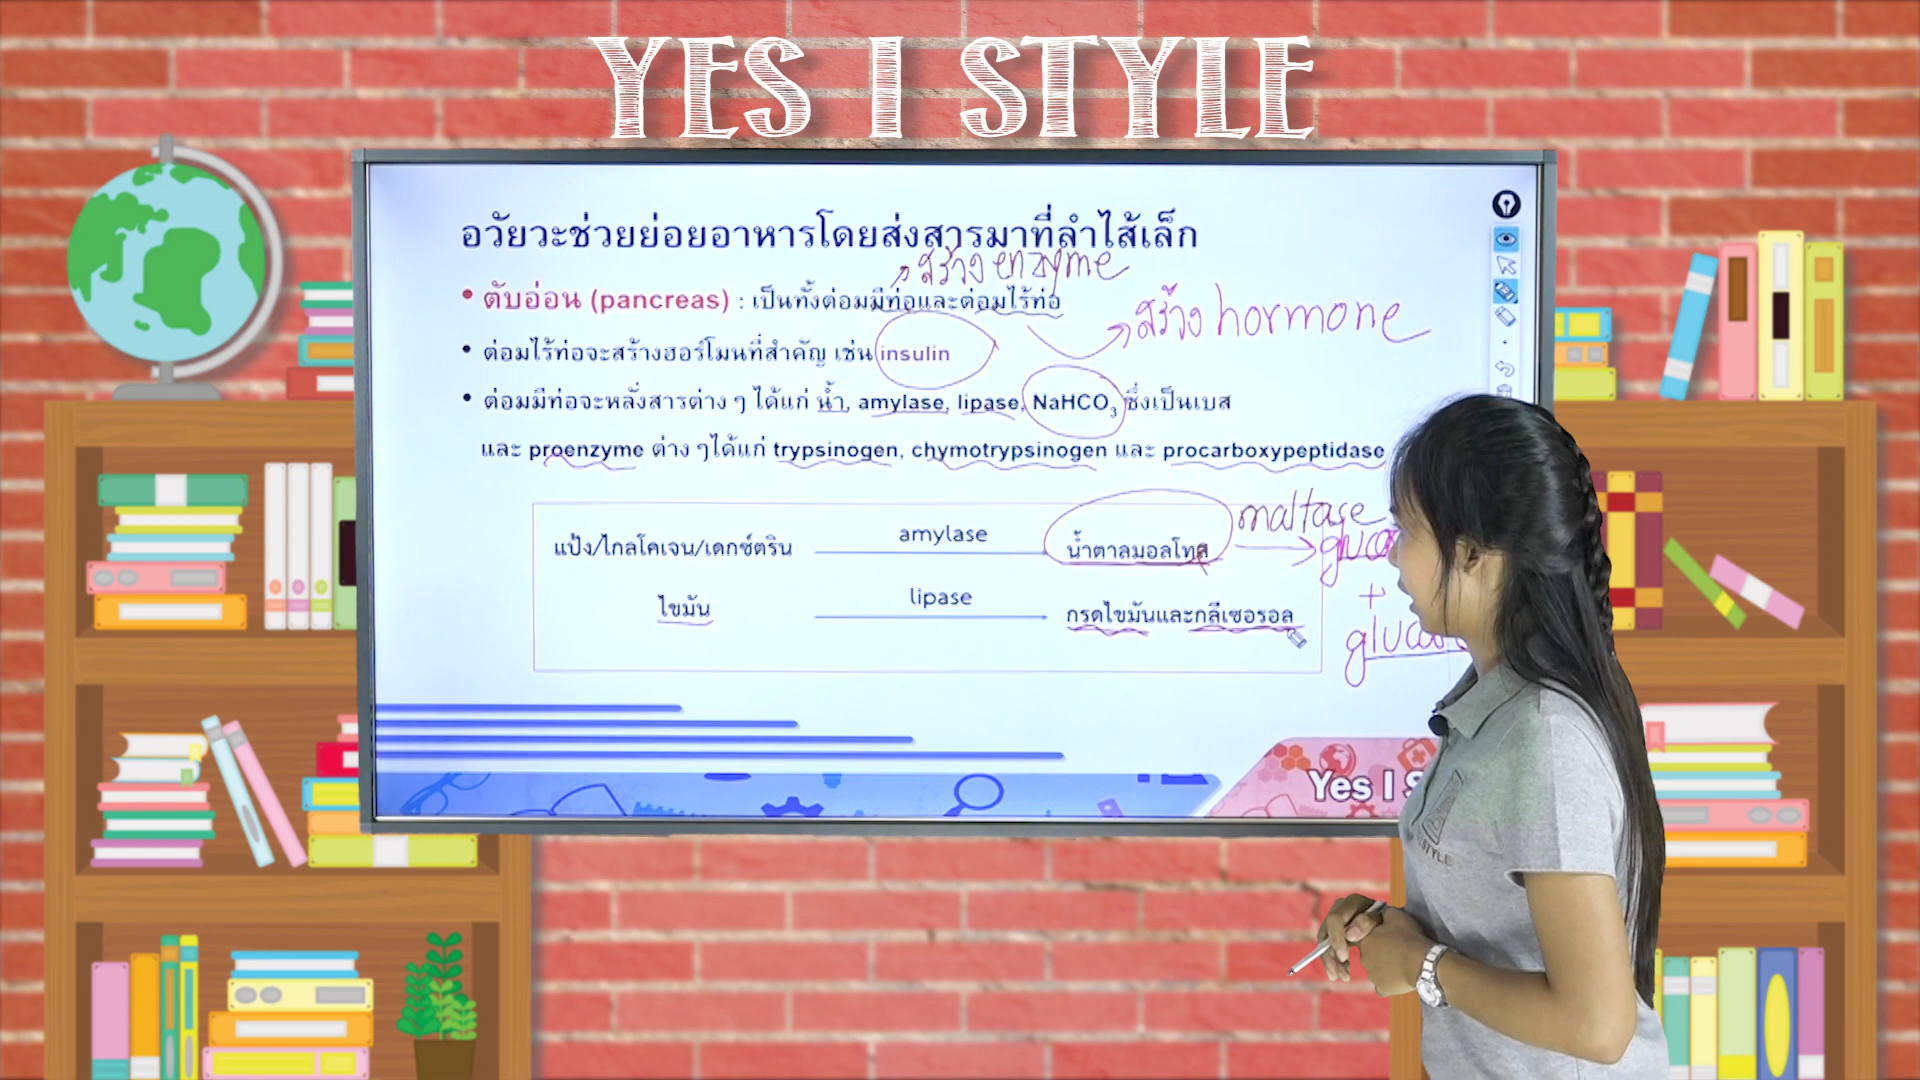 YES I STYLE
อวัยวะช่วยย่อยอาหารโดยส่งสารมาที่ลำไส้เล็ก
สร้าง enzyme
• ตับอ่อน (pancreas) : เป็นทั้งต่อมมีท่อและต่อมไร้ท่อ
สร้าง hormone
• ต่อมไร้ท่อจะสร้างฮอร์โมนที่สำคัญ เช่น insulin
• ต่อมมีท่อจะหลั่งสารต่าง ๆ ได้แก่ น้ำ, amylase, lipase, NaHCO₃ ซึ่งเป็นเบส
และ proenzyme ต่าง ๆได้แก่ trypsinogen, chymotrypsinogen และ procarboxypeptidase
แป้ง/ไกลโคเจน/เดกซ์ตริน amylase น้ำตาลมอลโทส maltase
+
ไขมัน lipase กรดไขมันและกลีเซอรอล
Yes I